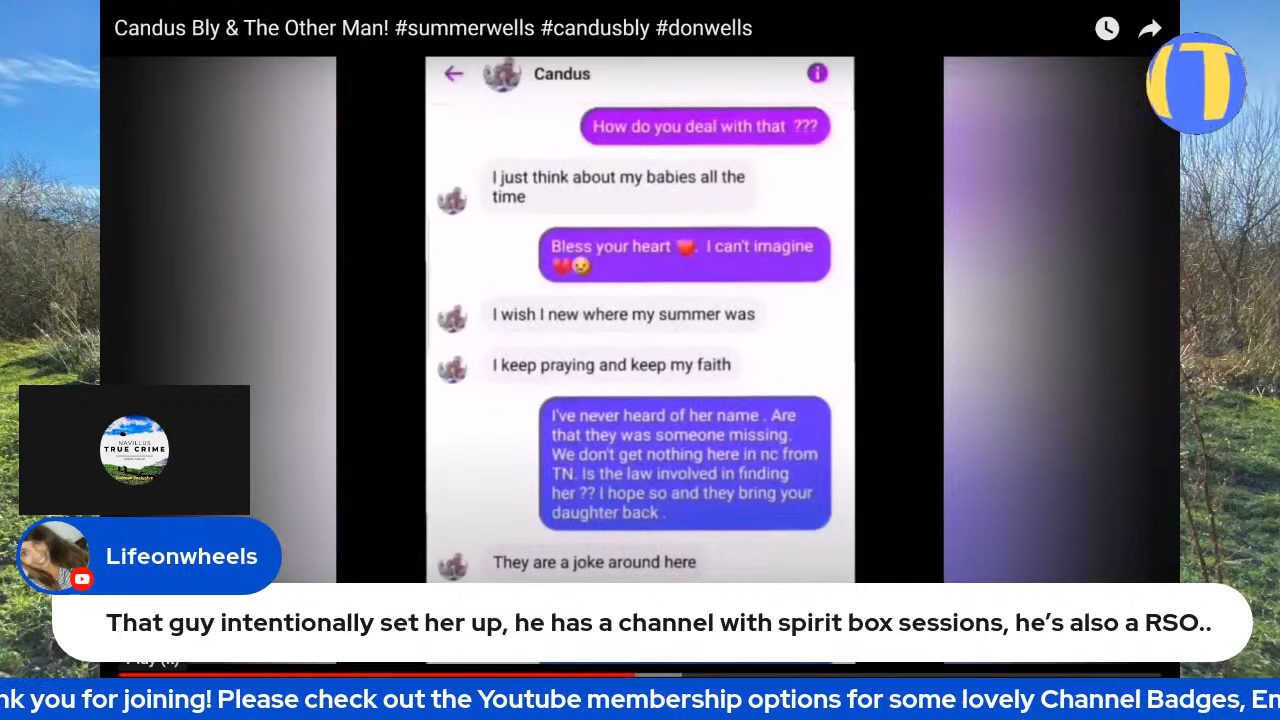 Candus Bly & The Other Man! #summerwells #candusbly #donwells
IT
Candus
How do you deal with that ???
I just think about my babies all the
time
Bless your heart ❤️. I can't imagine
💔😢
I wish I new where my summer was
I keep praying and keep my faith
I've never heard of her name . Are
that they was someone missing.
We don't get nothing here in nc from
TN. Is the law involved in finding
her ?? I hope so and they bring your
daughter back .
They are a joke around here
NAVILLUS
TRUE CRIME
Lifeonwheels
That guy intentionally set her up, he has a channel with spirit box sessions, he's also a RSO..
nk you for joining! Please check out the Youtube membership options for some lovely Channel Badges, En